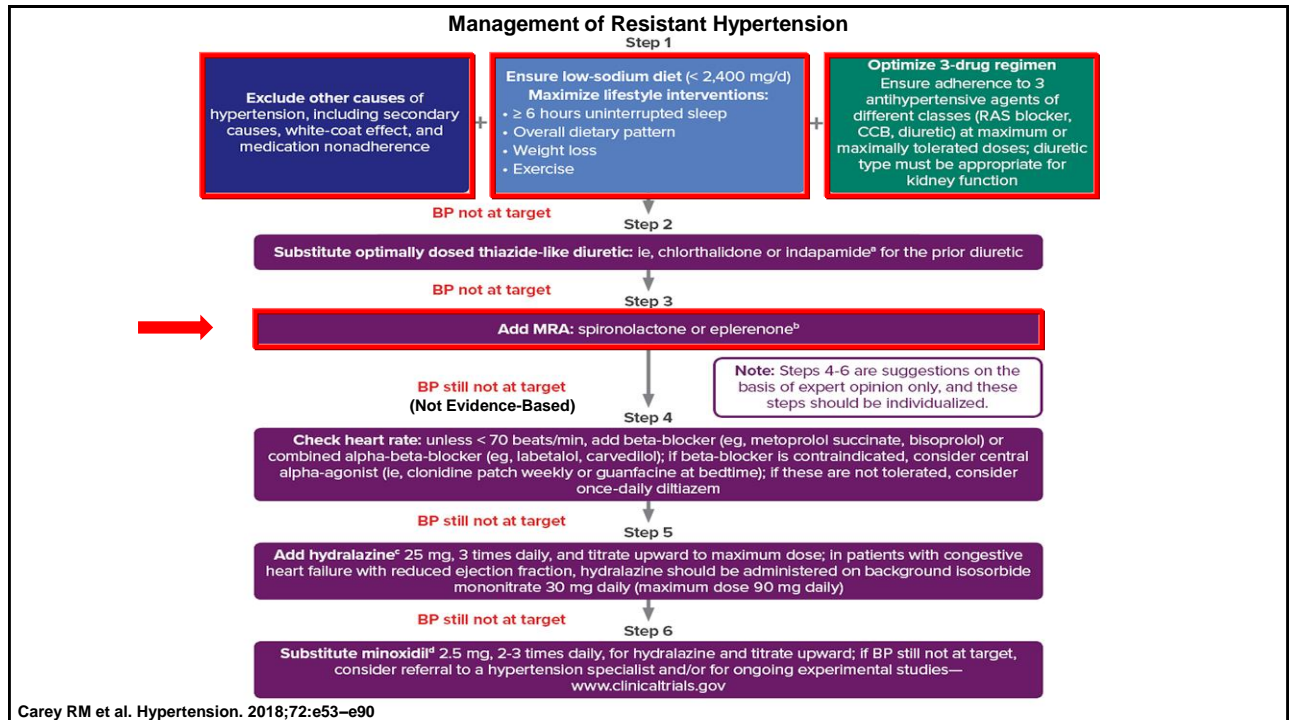 Management of Resistant Hypertension
Step 1
Exclude other causes of
hypertension, including secondary
causes, white-coat effect, and
medication nonadherence
+
Ensure low-sodium diet (< 2,400 mg/d)
Maximize lifestyle interventions:
• ≥ 6 hours uninterrupted sleep
• Overall dietary pattern
• Weight loss
• Exercise
+
Optimize 3-drug regimen
Ensure adherence to 3
antihypertensive agents of
different classes (RAS blocker,
CCB, diuretic) at maximum or
maximally tolerated doses; diuretic
type must be appropriate for
kidney function
BP not at target
Step 2
Substitute optimally dosed thiazide-like diuretic: ie, chlorthalidone or indapamideᵃ for the prior diuretic
BP not at target
Step 3
Add MRA: spironolactone or eplerenoneᵇ
Note: Steps 4-6 are suggestions on the
basis of expert opinion only, and these
steps should be individualized.
BP still not at target
(Not Evidence-Based)
Step 4
Check heart rate: unless < 70 beats/min, add beta-blocker (eg, metoprolol succinate, bisoprolol) or
combined alpha-beta-blocker (eg, labetalol, carvedilol); if beta-blocker is contraindicated, consider central
alpha-agonist (ie, clonidine patch weekly or guanfacine at bedtime); if these are not tolerated, consider
once-daily diltiazem
BP still not at target
Step 5
Add hydralazineᶜ 25 mg, 3 times daily, and titrate upward to maximum dose; in patients with congestive
heart failure with reduced ejection fraction, hydralazine should be administered on background isosorbide
mononitrate 30 mg daily (maximum dose 90 mg daily)
BP still not at target
Step 6
Substitute minoxidilᵈ 2.5 mg, 2-3 times daily, for hydralazine and titrate upward; if BP still not at target,
consider referral to a hypertension specialist and/or for ongoing experimental studies—
www.clinicaltrials.gov
Carey RM et al. Hypertension. 2018;72:e53–e90